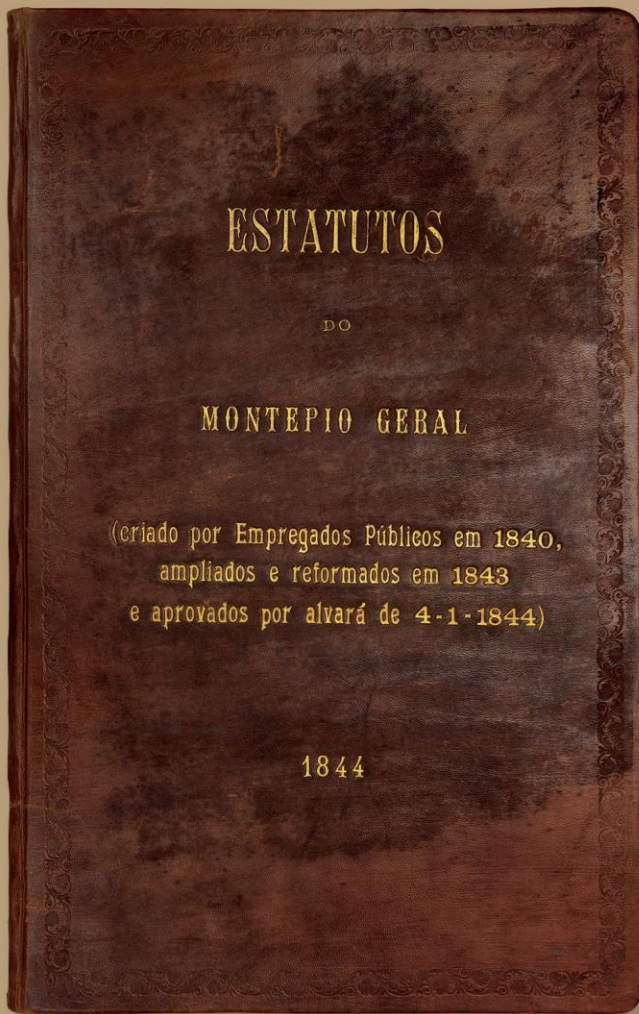 ESTATUTOS
DO
MONTEPIO GERAL
(criado por Empregados Públicos em 1840,
ampliados e reformados em 1843
e aprovados por alvará de 4-1-1844)
1844